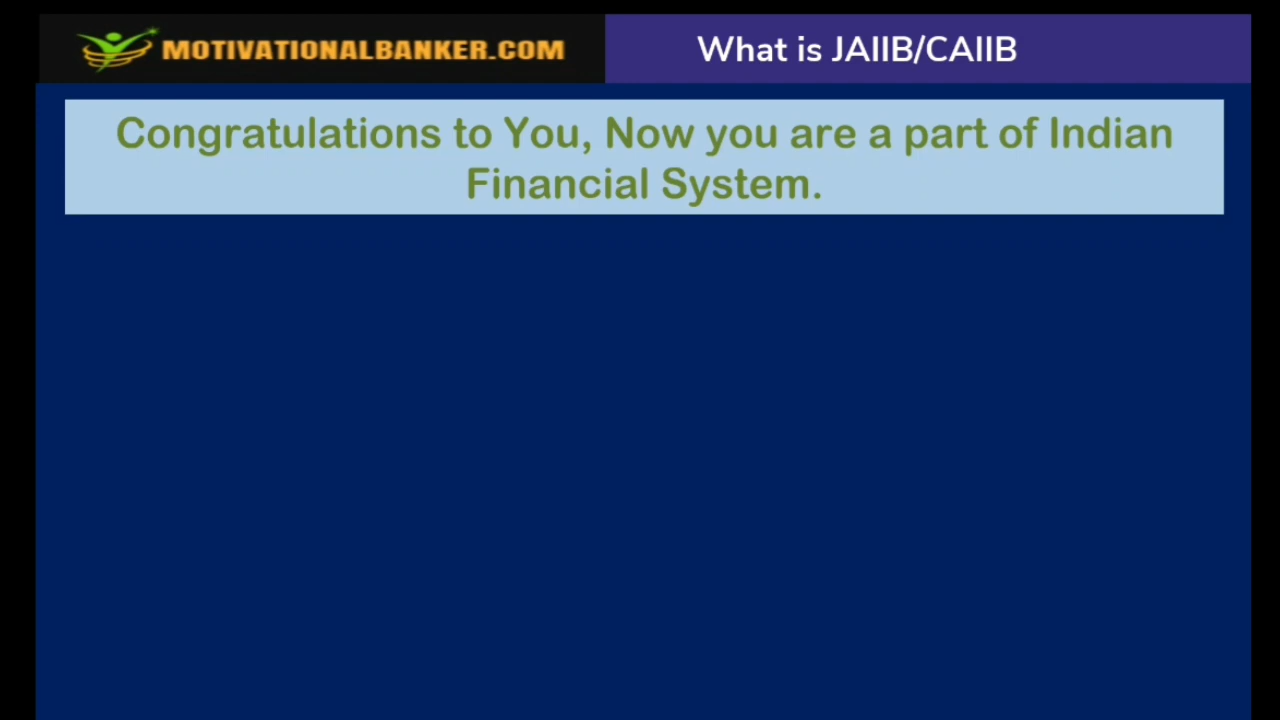 MOTIVATIONALBANKER.COM
What is JAIIB/CAIIB
Congratulations to You, Now you are a part of Indian
Financial System.